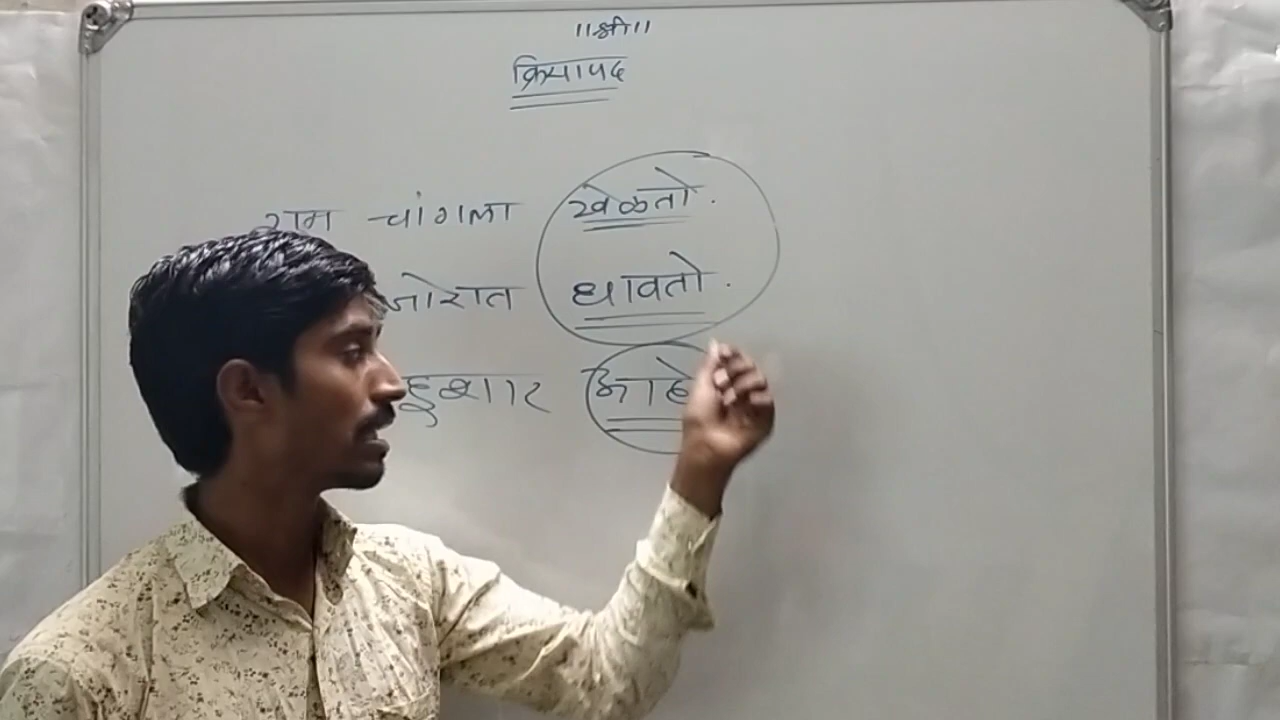 ॥श्री॥
क्रियापद
राम चांगला खेळतो.
जोरात धावतो.
हुशार आहे